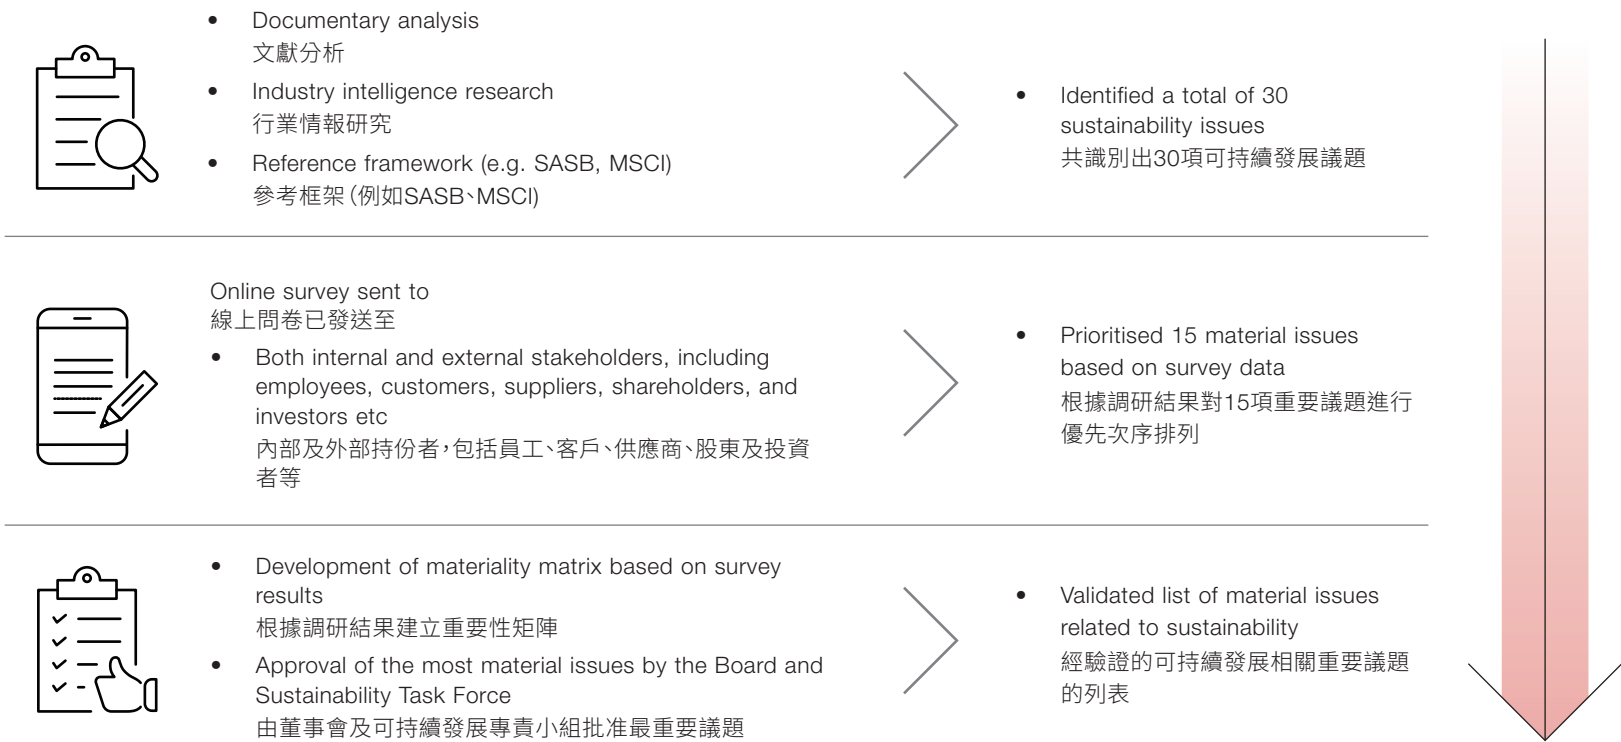 • Documentary analysis
文獻分析
• Industry intelligence research
行業情報研究
• Reference framework (e.g. SASB, MSCI)
參考框架(例如SASB、MSCI)
• Identified a total of 30
sustainability issues
共識別出30項可持續發展議題
Online survey sent to
線上問卷已發送至
• Both internal and external stakeholders, including
employees, customers, suppliers, shareholders, and
investors etc
內部及外部持份者,包括員工、客戶、供應商、股東及投資
者等
• Prioritised 15 material issues
based on survey data
根據調研結果對15項重要議題進行
優先次序排列
• Development of materiality matrix based on survey
results
根據調研結果建立重要性矩陣
• Approval of the most material issues by the Board and
Sustainability Task Force
由董事會及可持續發展專責小組批准最重要議題
• Validated list of material issues
related to sustainability
經驗證的可持續發展相關重要議題
的列表